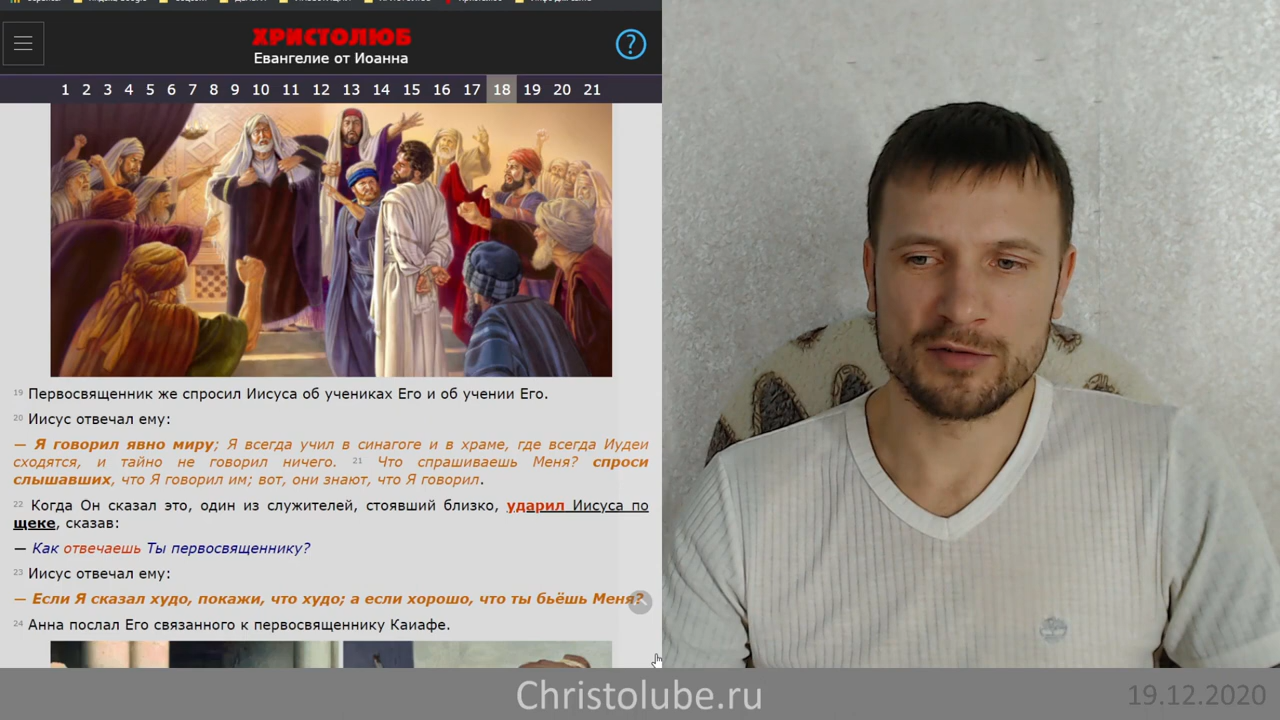 ХРИСТОЛЮБ
Евангелие от Иоанна
?
1 2 3 4 5 6 7 8 9 10 11 12 13 14 15 16 17 18 19 20 21
19 Первосвященник же спросил Иисуса об учениках Его и об учении Его.
20 Иисус отвечал ему:
— Я говорил явно миру; Я всегда учил в синагоге и в храме, где всегда Иудеи
сходятся, и тайно не говорил ничего. 21 Что спрашиваешь Меня? спроси
слышавших, что Я говорил им; вот, они знают, что Я говорил.
22 Когда Он сказал это, один из служителей, стоявший близко, ударил Иисуса по
щеке, сказав:
— Как отвечаешь Ты первосвященнику?
23 Иисус отвечал ему:
— Если Я сказал худо, покажи, что худо; а если хорошо, что ты бьёшь Меня?
24 Анна послал Его связанного к первосвященнику Каиафе.
Christolube.ru
19.12.2020